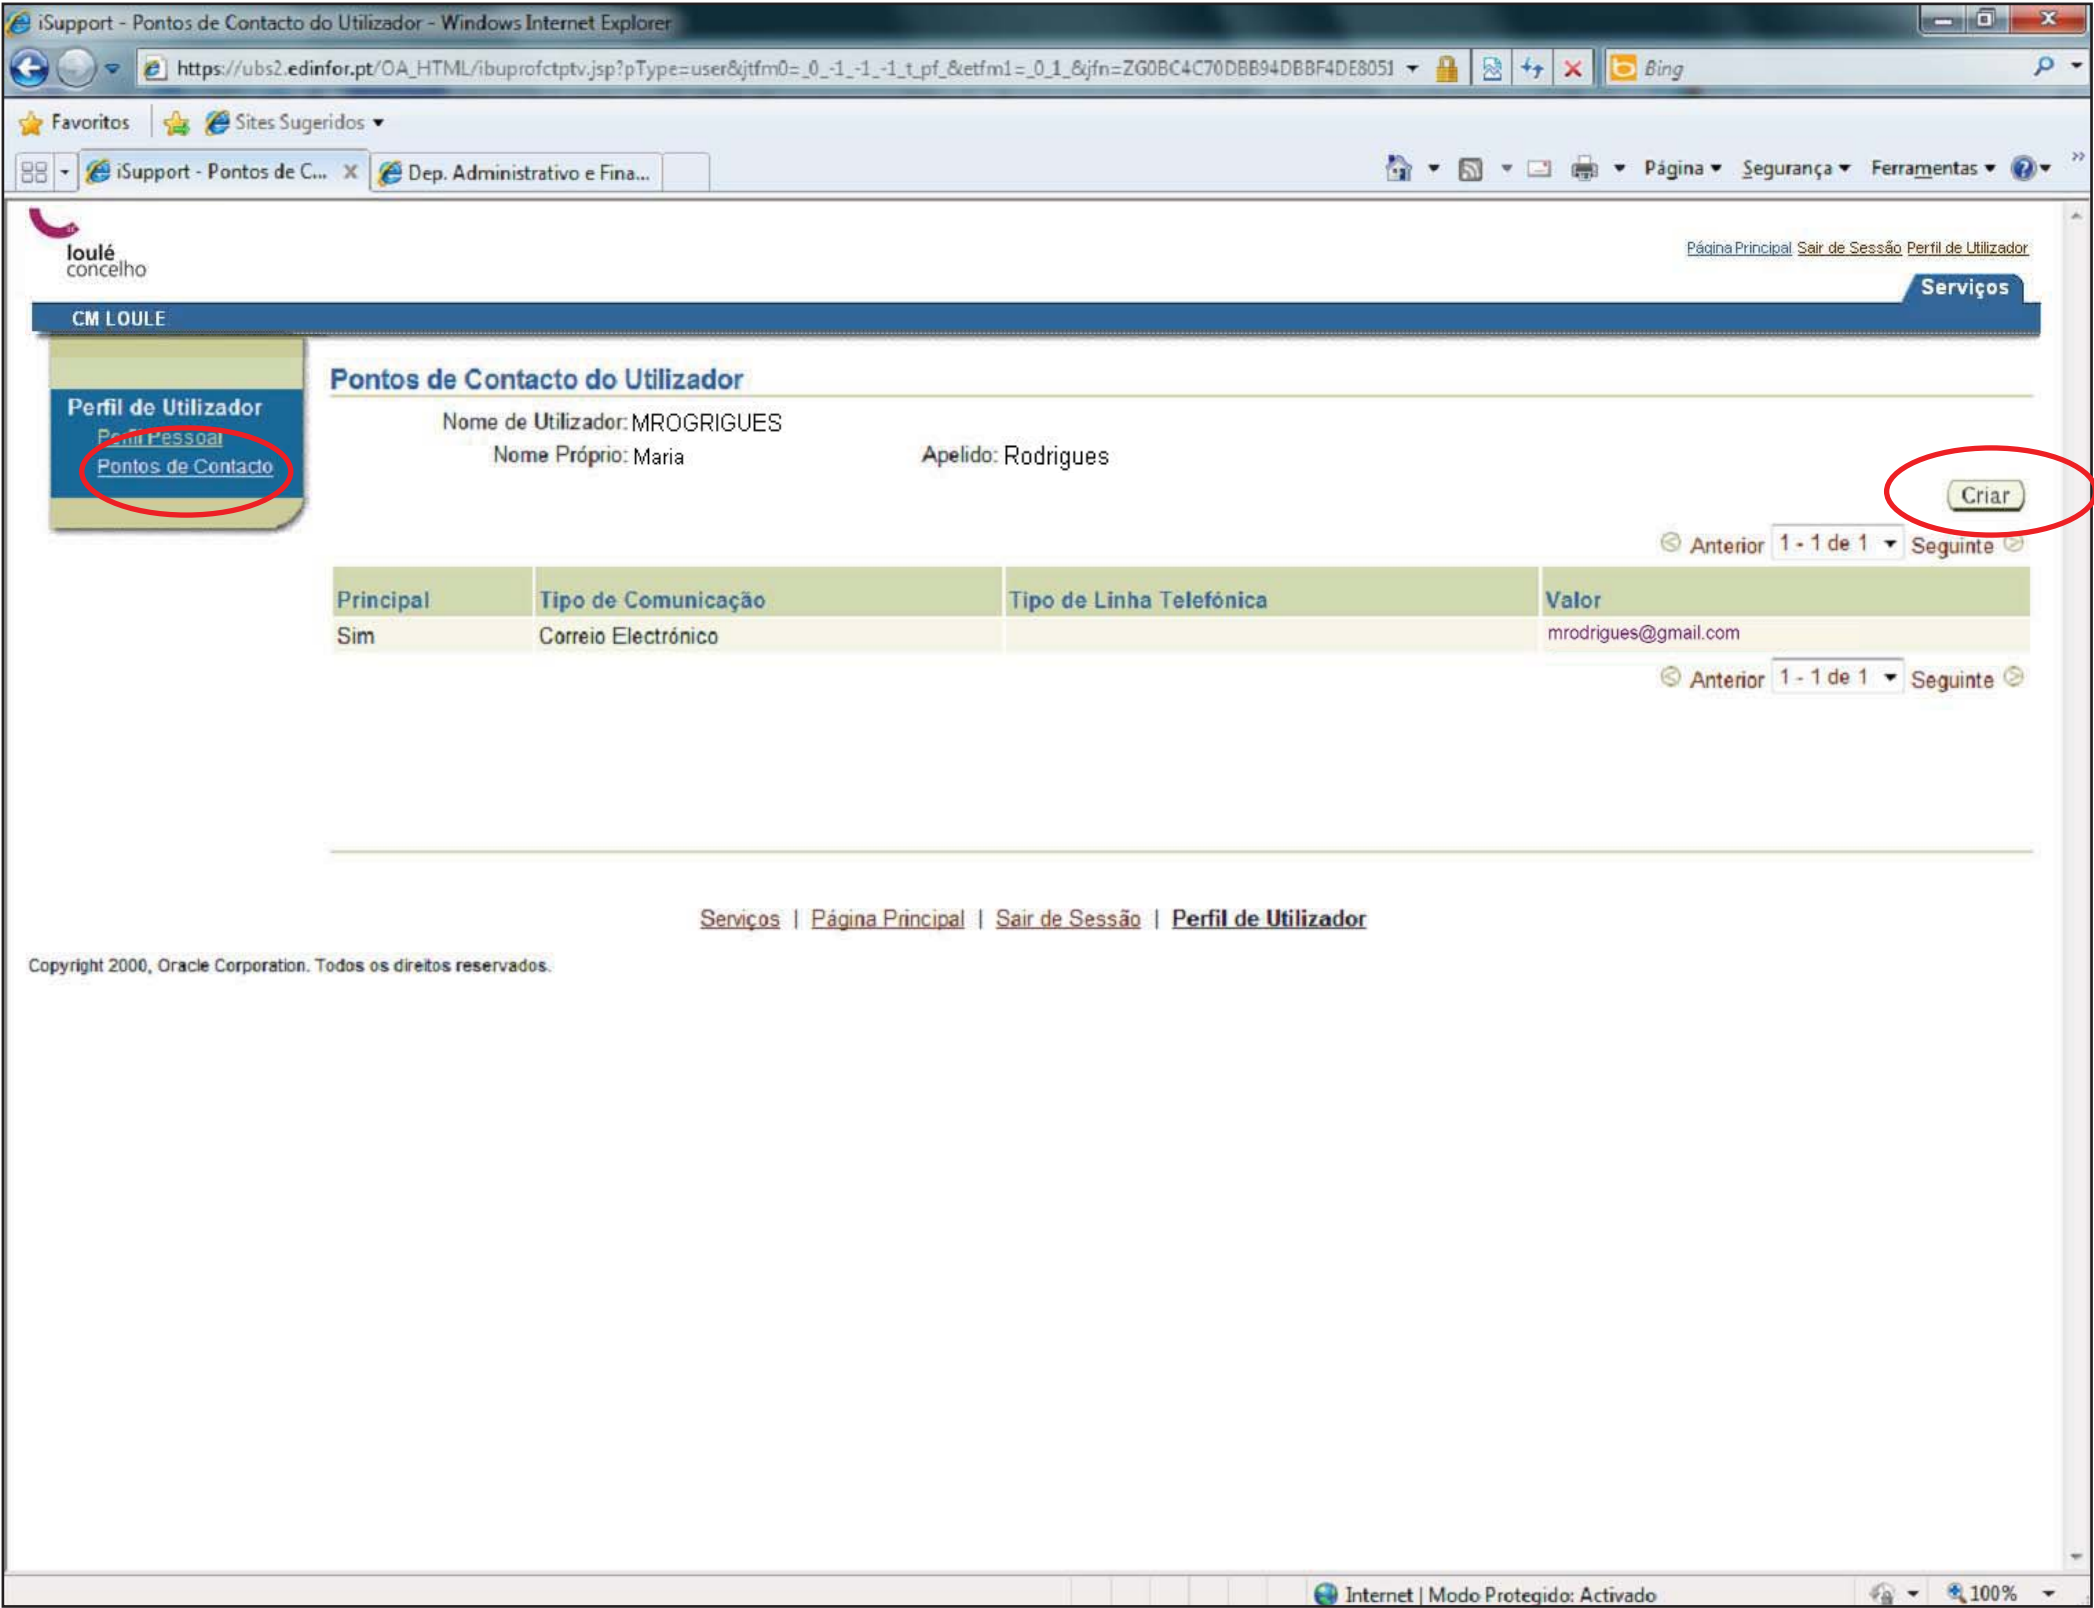 iSupport - Pontos de Contacto do Utilizador - Windows Internet Explorer
https://ubs2.edinfor.pt/OA_HTML/ibuprofctptv.jsp?pType=user&jtfm0=_0_-1_-1_-1_t_pf_&etfm1=_0_1_&jfn=ZG0BC4C70DBB94DBBF4DE8051
Bing
Favoritos Sites Sugeridos
iSupport - Pontos de C... Dep. Administrativo e Fina...
Página Segurança Ferramentas
loulé
concelho
Página Principal Sair de Sessão Perfil de Utilizador
Serviços
CM LOULE
Perfil de Utilizador
Perfil Pessoal
Pontos de Contacto
Pontos de Contacto do Utilizador
Nome de Utilizador: MROGRIGUES
Nome Próprio: Maria Apelido: Rodrigues
Criar
Anterior 1 - 1 de 1 Seguinte
Principal Tipo de Comunicação Tipo de Linha Telefónica Valor
Sim Correio Electrónico mrodrigues@gmail.com
Anterior 1 - 1 de 1 Seguinte
Serviços | Página Principal | Sair de Sessão | Perfil de Utilizador
Copyright 2000, Oracle Corporation. Todos os direitos reservados.
Internet | Modo Protegido: Activado 100%